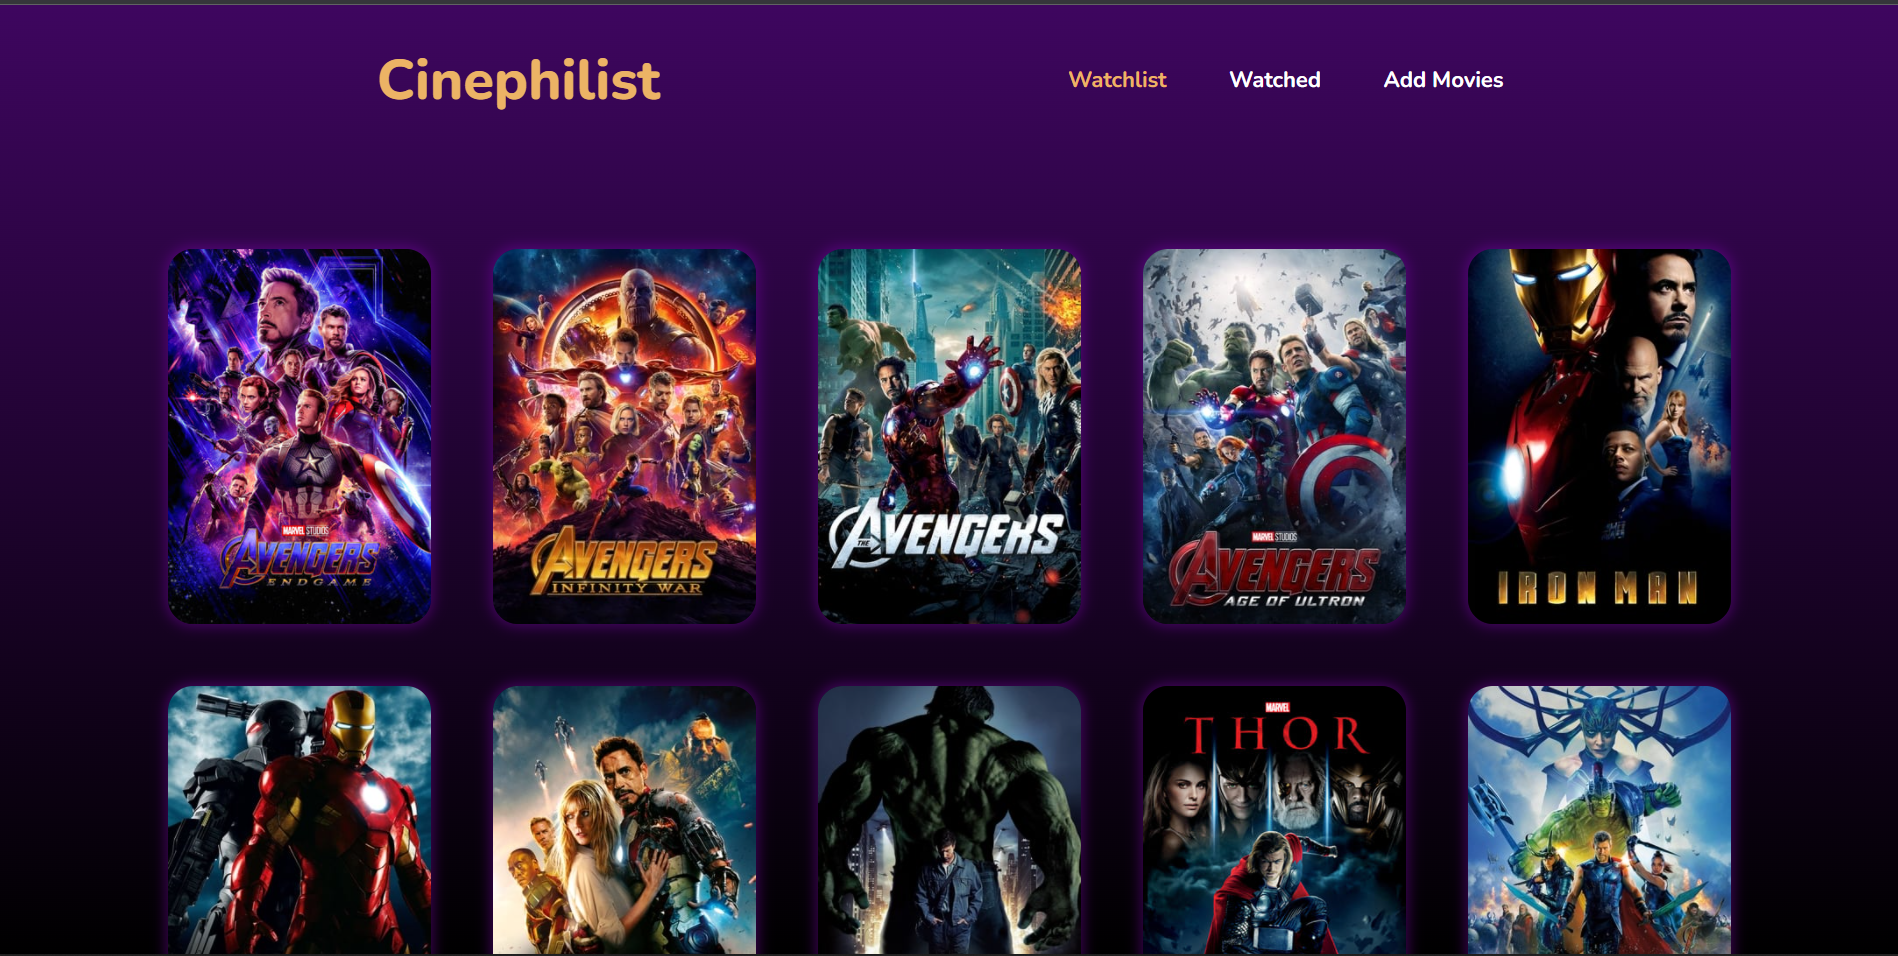 Cinephilist
Watchlist
Watched
Add Movies
MARVEL STUDIOS
AVENGERS
ENDGAME
AVENGERS
INFINITY WAR
THE AVENGERS
MARVEL STUDIOS
AVENGERS
AGE OF ULTRON
IRON MAN
MARVEL
THOR